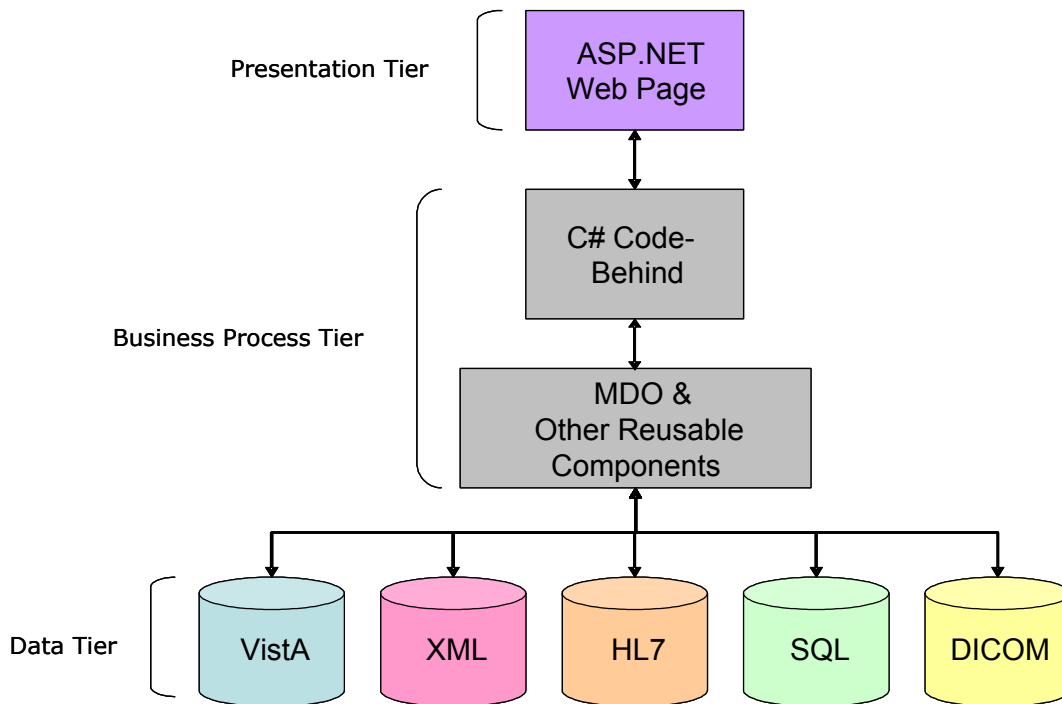 Presentation Tier
ASP.NET
Web Page
Business Process Tier
C# Code-
Behind
MDO &
Other Reusable
Components
Data Tier
VistA
XML
HL7
SQL
DICOM